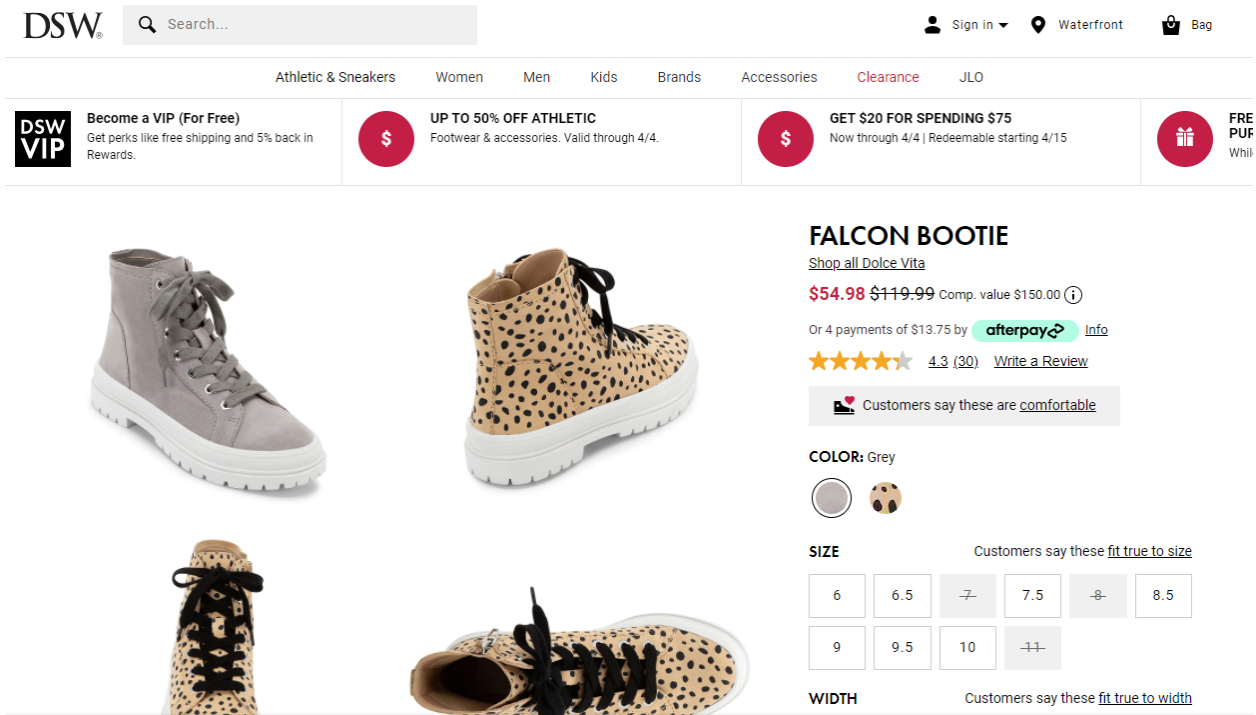 DSW®
Search...
Sign in
Waterfront
Bag
Athletic & Sneakers
Women
Men
Kids
Brands
Accessories
Clearance
JLO
DSW
VIP
Become a VIP (For Free)
Get perks like free shipping and 5% back in
Rewards.
$
UP TO 50% OFF ATHLETIC
Footwear & accessories. Valid through 4/4.
$
GET $20 FOR SPENDING $75
Now through 4/4 | Redeemable starting 4/15
FRE
PUR
Whil
FALCON BOOTIE
Shop all Dolce Vita
$54.98 $119.99 Comp. value $150.00
Or 4 payments of $13.75 by afterpay Info
4.3 (30) Write a Review
Customers say these are comfortable
COLOR: Grey
SIZE
Customers say these fit true to size
6 6.5 7 7.5 8 8.5
9 9.5 10 11
WIDTH
Customers say these fit true to width